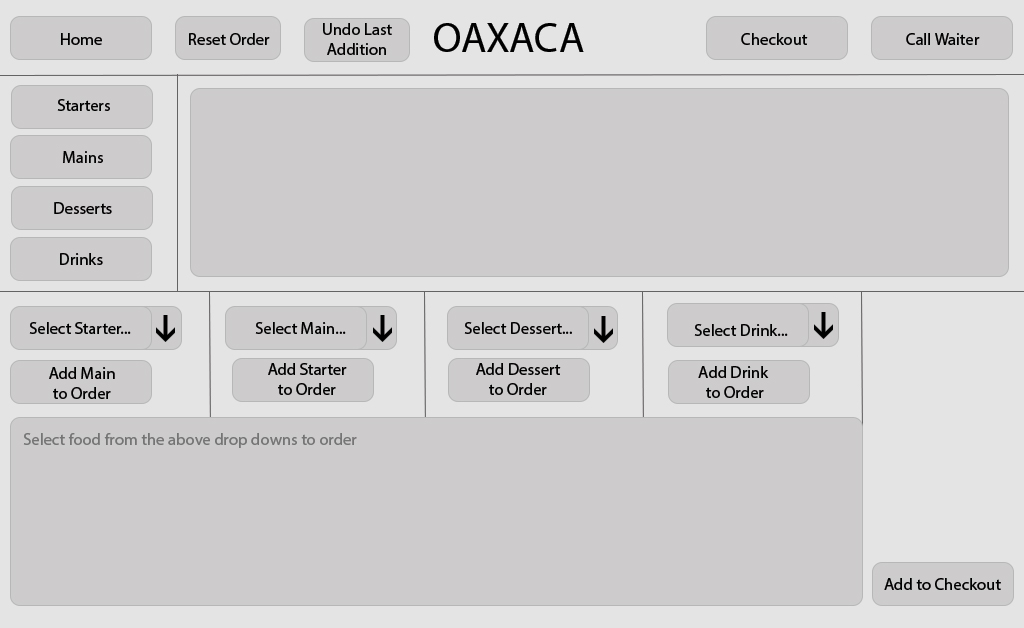 Home
Reset Order
Undo Last
Addition
OAXACA
Checkout
Call Waiter
Starters
Mains
Desserts
Drinks
Select Starter...
Select Main...
Select Dessert...
Select Drink...
Add Main
to Order
Add Starter
to Order
Add Dessert
to Order
Add Drink
to Order
Select food from the above drop downs to order
Add to Checkout